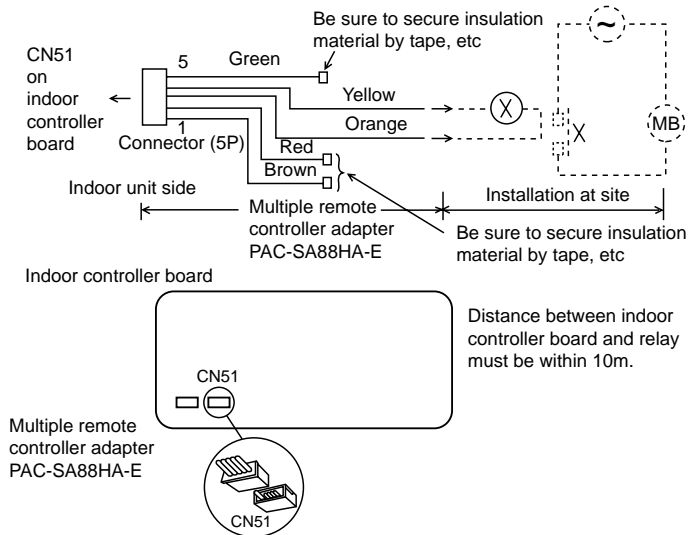 Be sure to secure insulation
material by tape, etc
CN51
on
indoor
controller
board
5
Green
Yellow
Orange
1
Connector (5P)
Red
Brown
X
X
~
MB
Indoor unit side
Installation at site
Multiple remote
controller adapter
PAC-SA88HA-E
Be sure to secure insulation
material by tape, etc
Indoor controller board
Distance between indoor
controller board and relay
must be within 10m.
CN51
Multiple remote
controller adapter
PAC-SA88HA-E
CN51